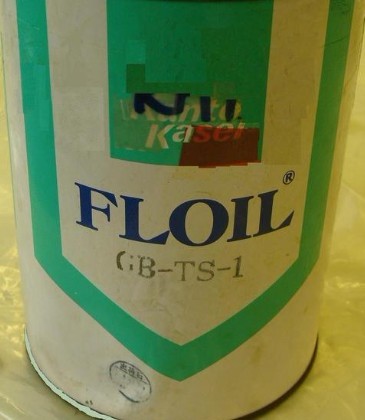 Kanto
Kasei
FLOIL®
GB-TS-1